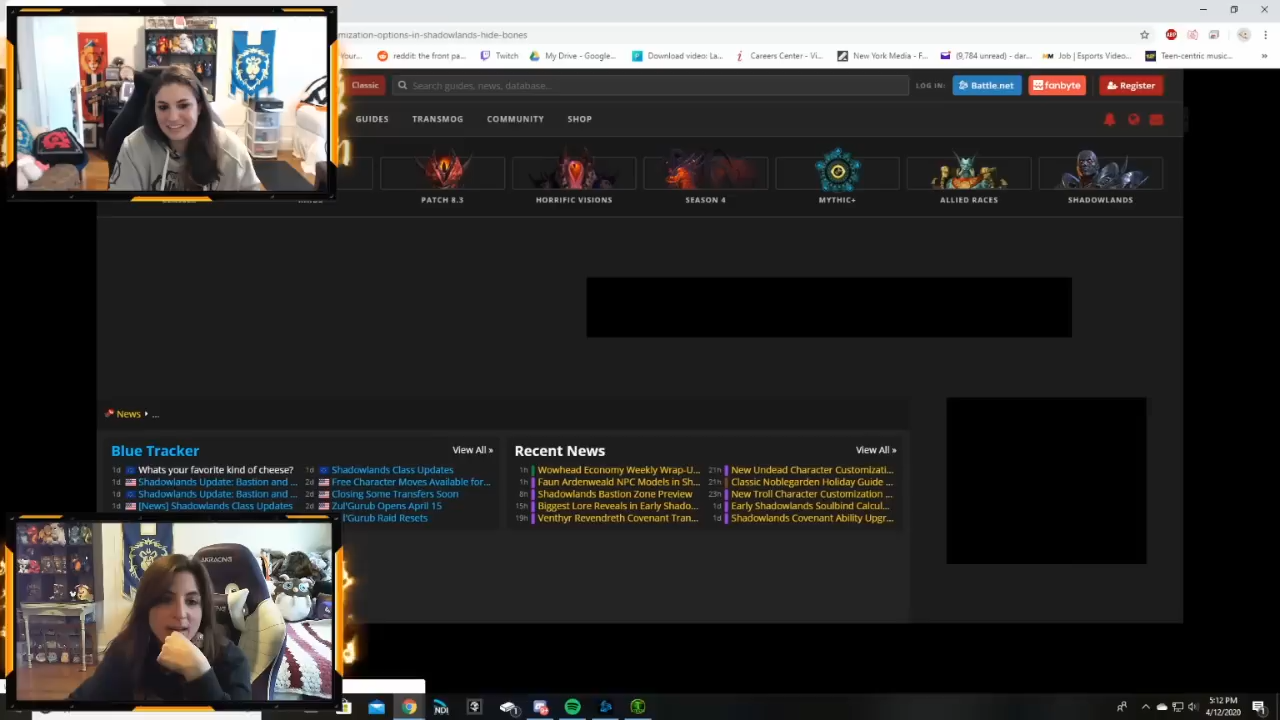 mization-options-in-shadowlands-hide-bones
Your... reddit: the front pa... Twitch My Drive - Google... Download video: La... Careers Center - Vi... New York Media - F... (9,784 unread) - dar... Job | Esports Video... Teen-centric music... »
Classic Search guides, news, database... LOG IN: Battle.net fanbyte Register
GUIDES TRANSMOG COMMUNITY SHOP
PATCH 8.3 HORRIFIC VISIONS SEASON 4 MYTHIC+ ALLIED RACES SHADOWLANDS
News ...
Blue Tracker View All » Recent News View All »
1d Whats your favorite kind of cheese? 1d Shadowlands Class Updates 1h Wowhead Economy Weekly Wrap-U... 21h New Undead Character Customizati...
1d Shadowlands Update: Bastion and ... 2d Free Character Moves Available for... 1h Faun Ardenweald NPC Models in Sh... 21h Classic Noblegarden Holiday Guide ...
1d Shadowlands Update: Bastion and ... 2d Closing Some Transfers Soon 8h Shadowlands Bastion Zone Preview 23h New Troll Character Customization ...
1d [News] Shadowlands Class Updates 2d Zul'Gurub Opens April 15 15h Biggest Lore Reveals in Early Shado... 1d Early Shadowlands Soulbind Calcul...
ul'Gurub Raid Resets 19h Venthyr Revendreth Covenant Tran... 1d Shadowlands Covenant Ability Upgr...
AKRACING
5:12 PM
4/12/2020